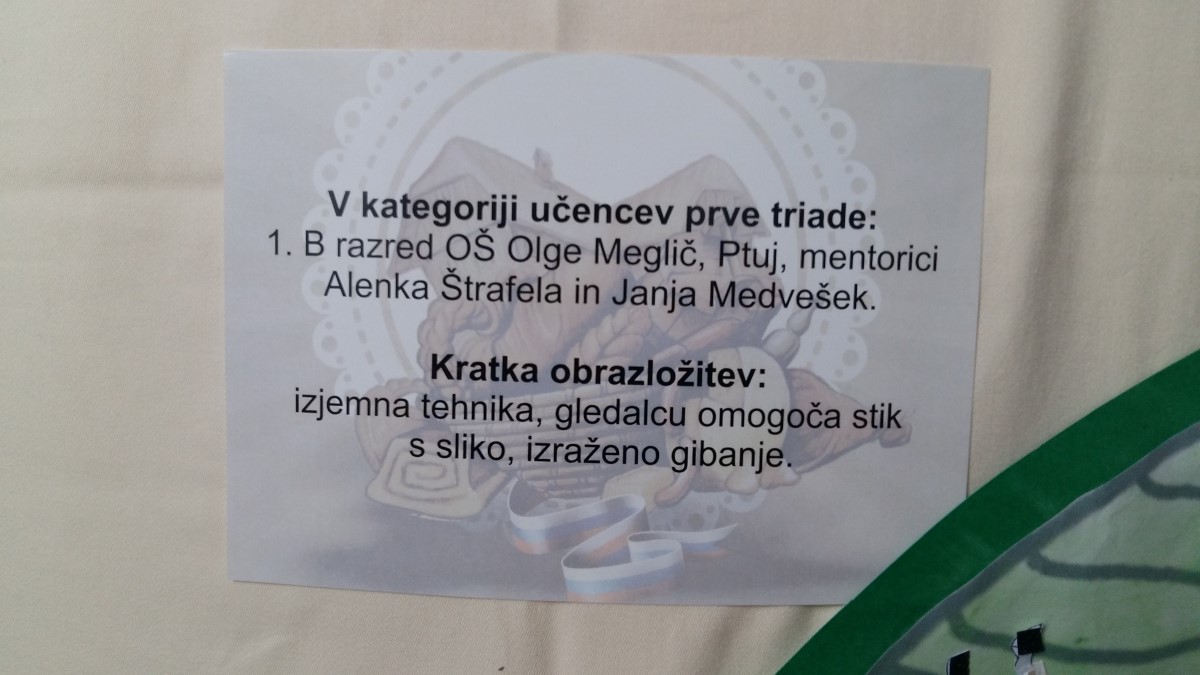 V kategoriji učencev prve triade:
1. B razred OŠ Olge Meglič, Ptuj, mentorici
Alenka Štrafela in Janja Medvešek.
Kratka obrazložitev:
izjemna tehnika, gledalcu omogoča stik
s sliko, izraženo gibanje.